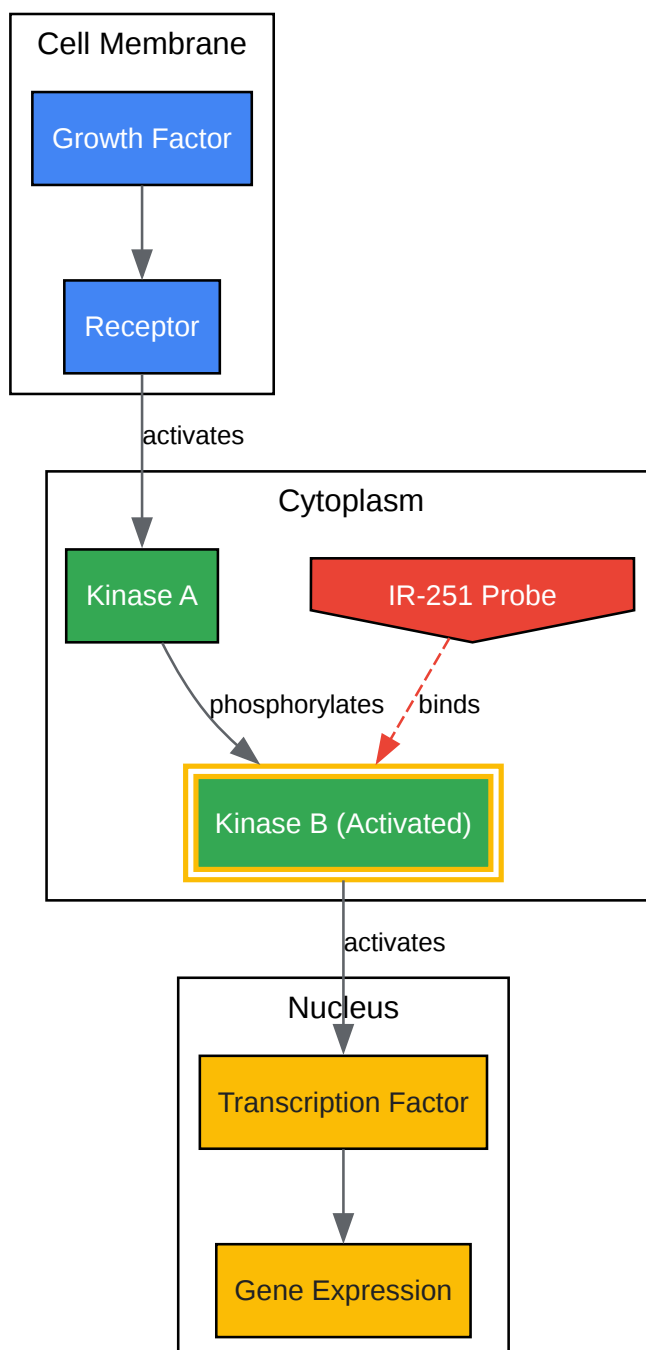 Cell Membrane
Growth Factor
Receptor
activates
Cytoplasm
Kinase A
IR-251 Probe
phosphorylates
binds
Kinase B (Activated)
activates
Nucleus
Transcription Factor
Gene Expression